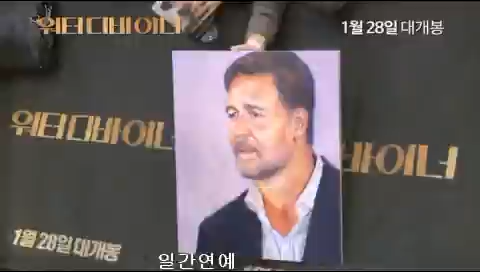 워터 디바이너
1월 28일 대개봉
워터 디바이너
바이너
1월 28일 대개봉
일간연예